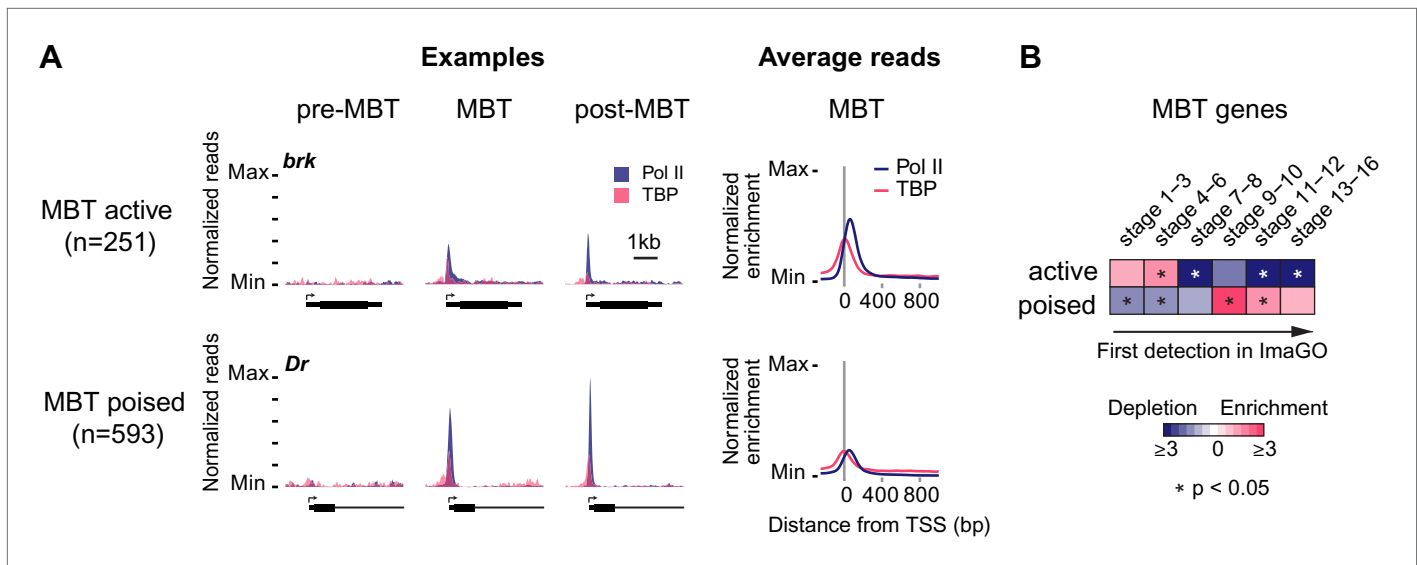 A
Examples
Average reads
pre-MBT
MBT
post-MBT
MBT
MBT active
(n=251)
Normalized reads
Max
Min
brk
Pol II
TBP
1kb
Normalized
enrichment
Max
Min
Pol II
TBP
0 400 800
MBT poised
(n=593)
Normalized reads
Max
Min
Dr
Normalized
enrichment
Max
Min
0 400 800
Distance from TSS (bp)
B
MBT genes
stage 1–3
stage 4–6
stage 7–8
stage 9–10
stage 11–12
stage 13–16
active * * * *
poised * * * *
First detection in ImaGO
Depletion Enrichment
≥3 0 ≥3
* p < 0.05